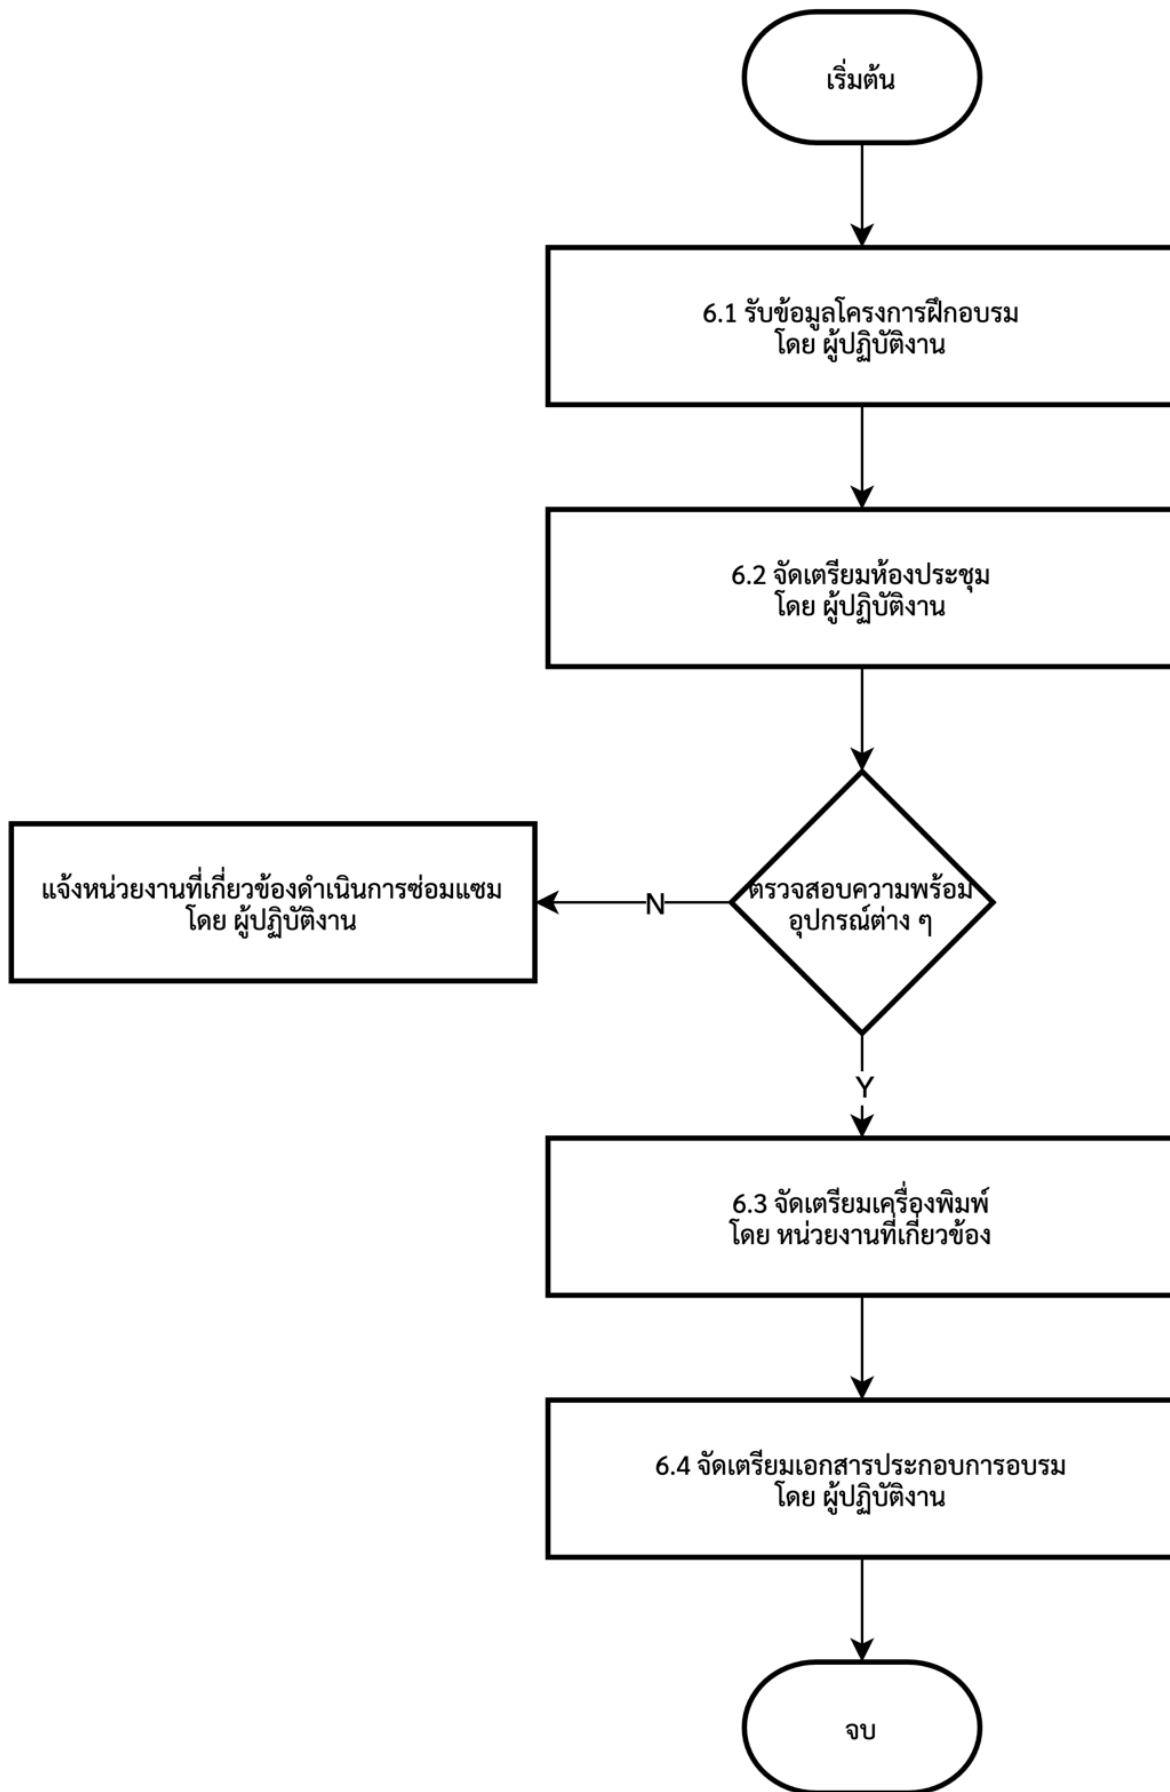 เริ่มต้น
6.1 รับข้อมูลโครงการฝึกอบรม
โดย ผู้ปฏิบัติงาน
6.2 จัดเตรียมห้องประชุม
โดย ผู้ปฏิบัติงาน
ตรวจสอบความพร้อม
อุปกรณ์ต่าง ๆ
N
แจ้งหน่วยงานที่เกี่ยวข้องดำเนินการซ่อมแซม
โดย ผู้ปฏิบัติงาน
Y
6.3 จัดเตรียมเครื่องพิมพ์
โดย หน่วยงานที่เกี่ยวข้อง
6.4 จัดเตรียมเอกสารประกอบการอบรม
โดย ผู้ปฏิบัติงาน
จบ